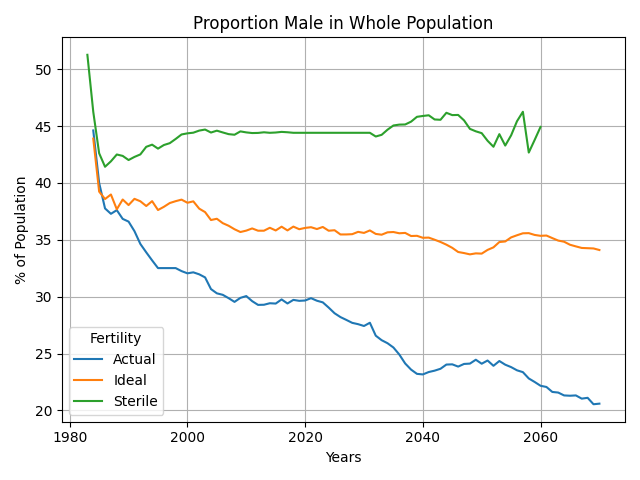 Proportion Male in Whole Population
% of Population
50
45
40
35
30
25
20
Fertility
Actual
Ideal
Sterile
1980
2000
2020
2040
2060
Years